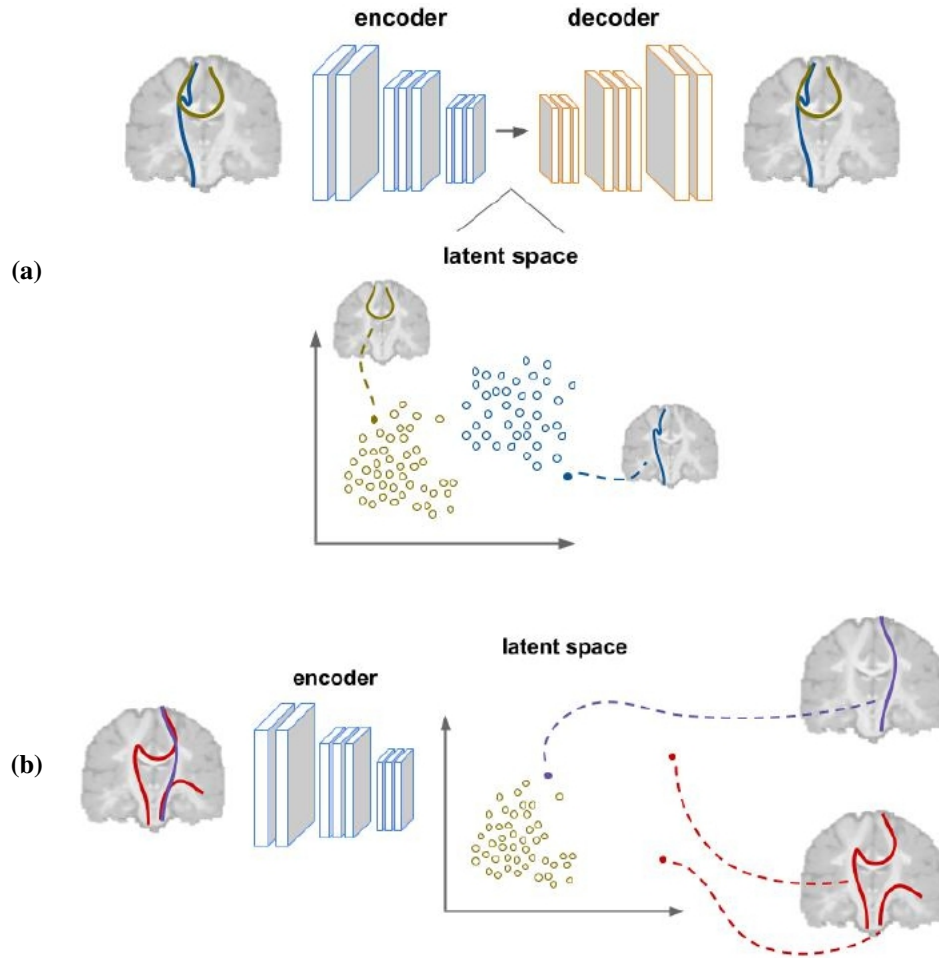 encoder
decoder
latent space
(a)
latent space
encoder
(b)